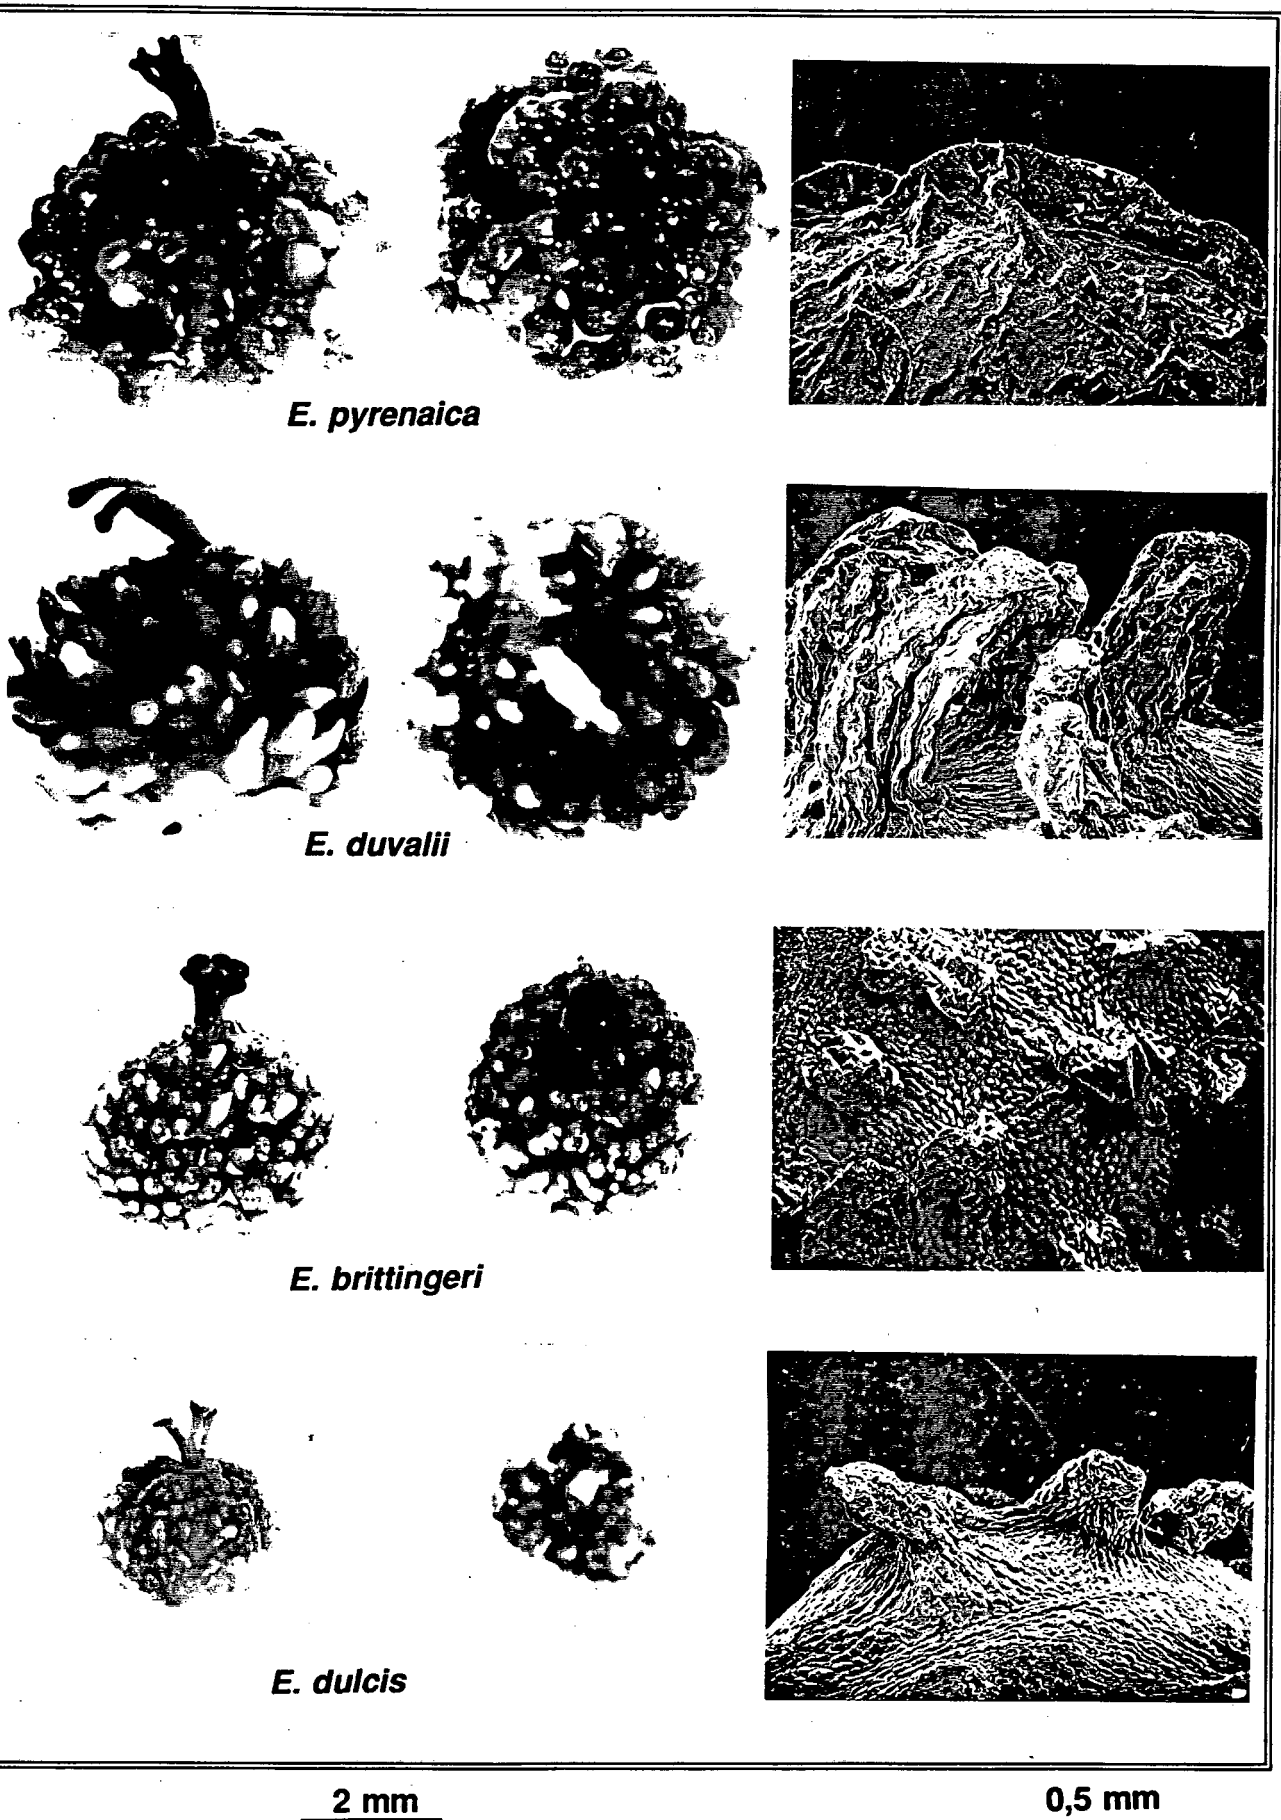 E. pyrenaica
E. duvalii
E. brittingeri
E. dulcis
2 mm
0,5 mm